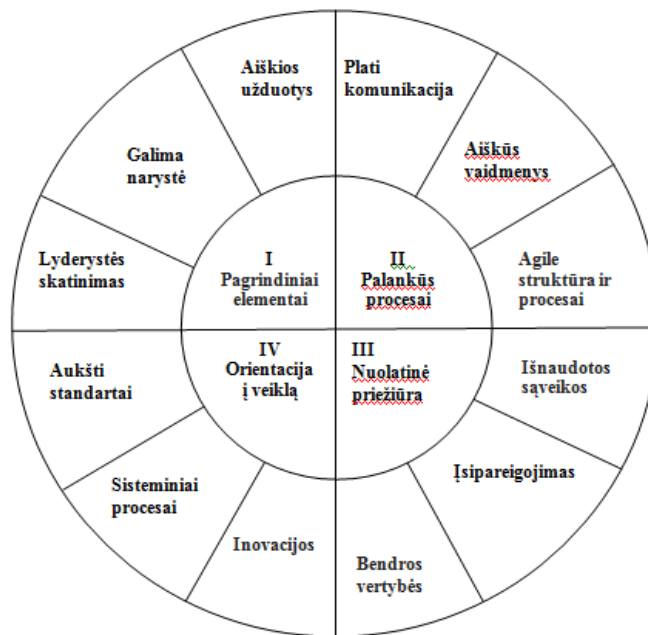 Aiškios
užduotys
Plati
komunikacija
Aiškūs
vaidmenys
Agile
struktūra ir
procesai
Išnaudotos
sąveikos
Įsipareigojimas
Bendros
vertybės
Inovacijos
Sisteminiai
procesai
Aukšti
standartai
Lyderystės
skatinimas
Galima
narystė
I
Pagrindiniai
elementai
II
Palankūs
procesai
III
Nuolatinė
priežiūra
IV
Orientacija
į veiklą